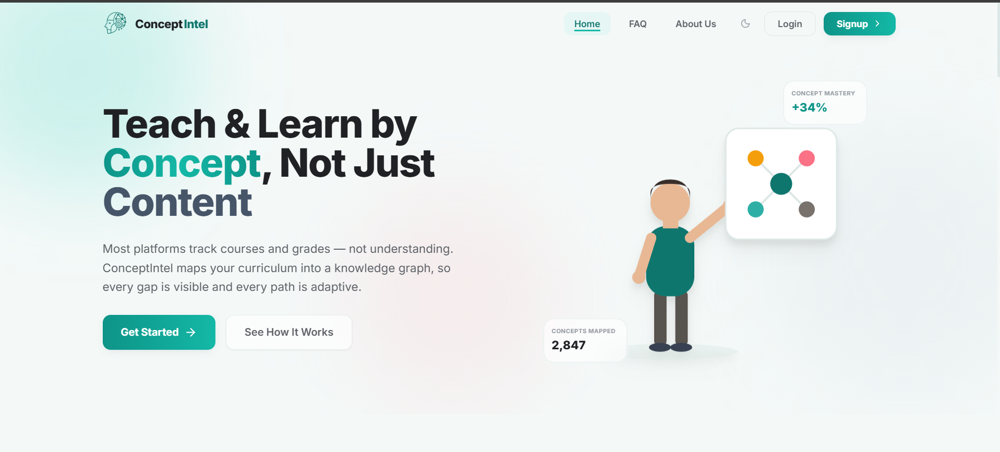 ConceptIntel
Home
FAQ
About Us
Login
Signup
CONCEPT MASTERY
+34%
Teach & Learn by
Concept, Not Just
Content
Most platforms track courses and grades — not understanding.
ConceptIntel maps your curriculum into a knowledge graph, so
every gap is visible and every path is adaptive.
Get Started
See How It Works
CONCEPTS MAPPED
2,847